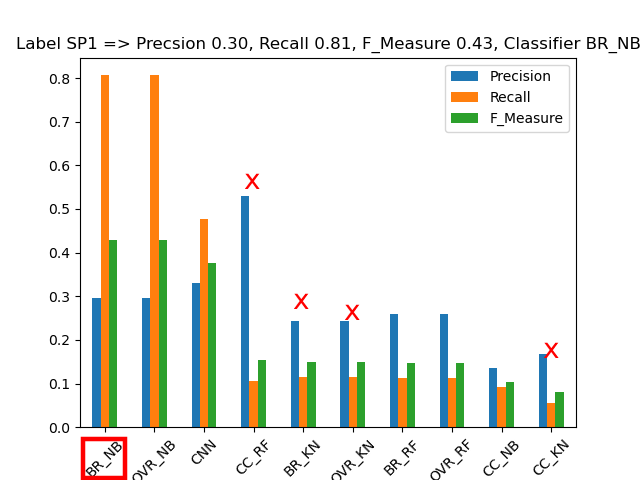 Label SP1 => Precsion 0.30, Recall 0.81, F_Measure 0.43, Classifier BR_NB
Precision
Recall
F_Measure
0.8
0.7
0.6
0.5
0.4
0.3
0.2
0.1
0.0
x
x
x
x
BR_NB
OVR_NB
CNN
CC_RF
BR_KN
OVR_KN
BR_RF
OVR_RF
CC_NB
CC_KN